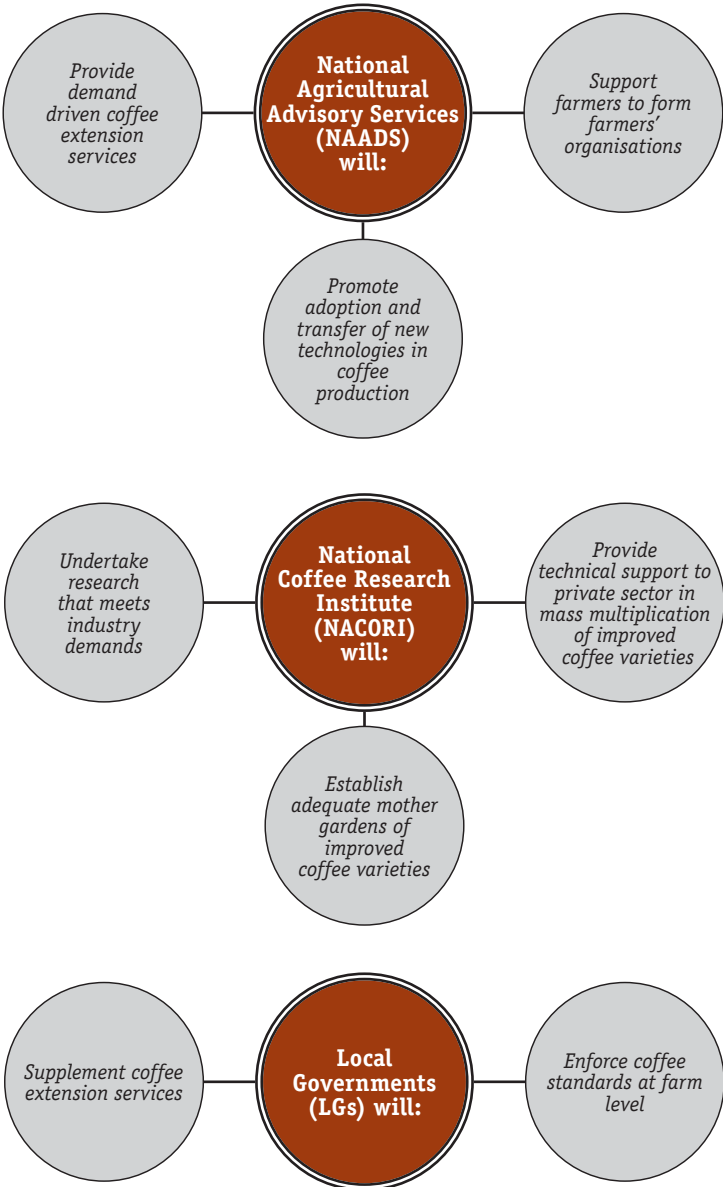 Provide
demand
driven coffee
extension
services
National
Agricultural
Advisory Services
(NAADS)
will:
Support
farmers to form
farmers’
organisations
Promote
adoption and
transfer of new
technologies in
coffee
production
Undertake
research
that meets
industry
demands
National
Coffee Research
Institute
(NACORI)
will:
Provide
technical support to
private sector in
mass multiplication
of improved
coffee varieties
Establish
adequate mother
gardens of
improved
coffee varieties
Supplement coffee
extension services
Local
Governments
(LGs) will:
Enforce coffee
standards at farm
level